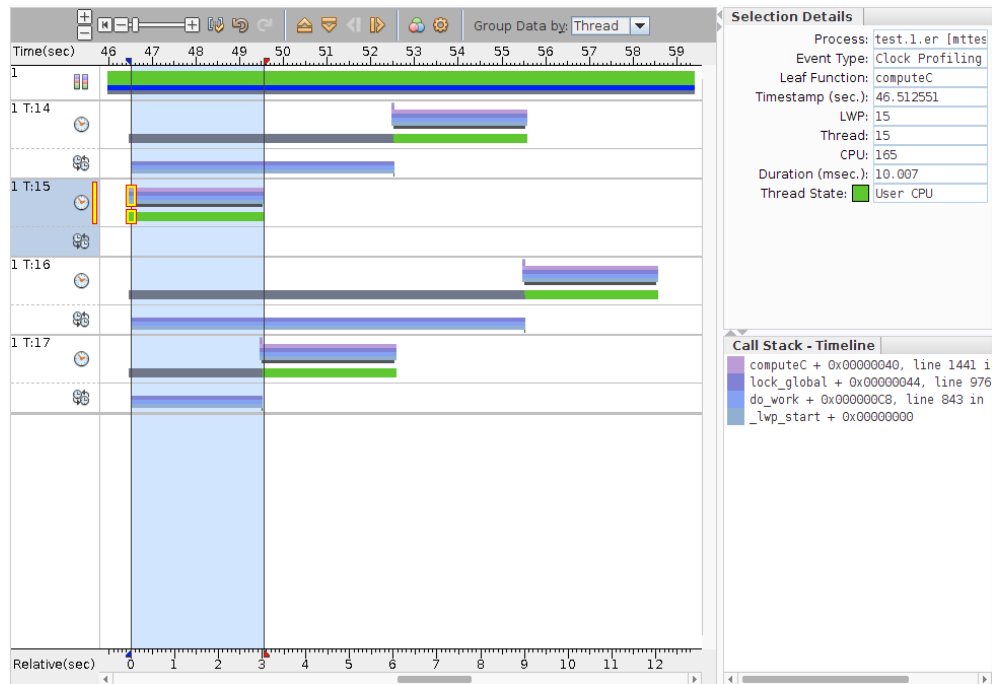 Group Data by: Thread
Time(sec) 46 47 48 49 50 51 52 53 54 55 56 57 58 59
1
1 T:14
1 T:15
1 T:16
1 T:17
Relative(sec) 0 1 2 3 4 5 6 7 8 9 10 11 12
Selection Details
Process: test.1.er [mttes
Event Type: Clock Profiling
Leaf Function: computeC
Timestamp (sec.): 46.512551
LWP: 15
Thread: 15
CPU: 165
Duration (msec.): 10.007
Thread State: User CPU
Call Stack - Timeline
computeC + 0x00000040, line 1441 i
lock_global + 0x00000044, line 976
do_work + 0x000000C8, line 843 in
_lwp_start + 0x00000000